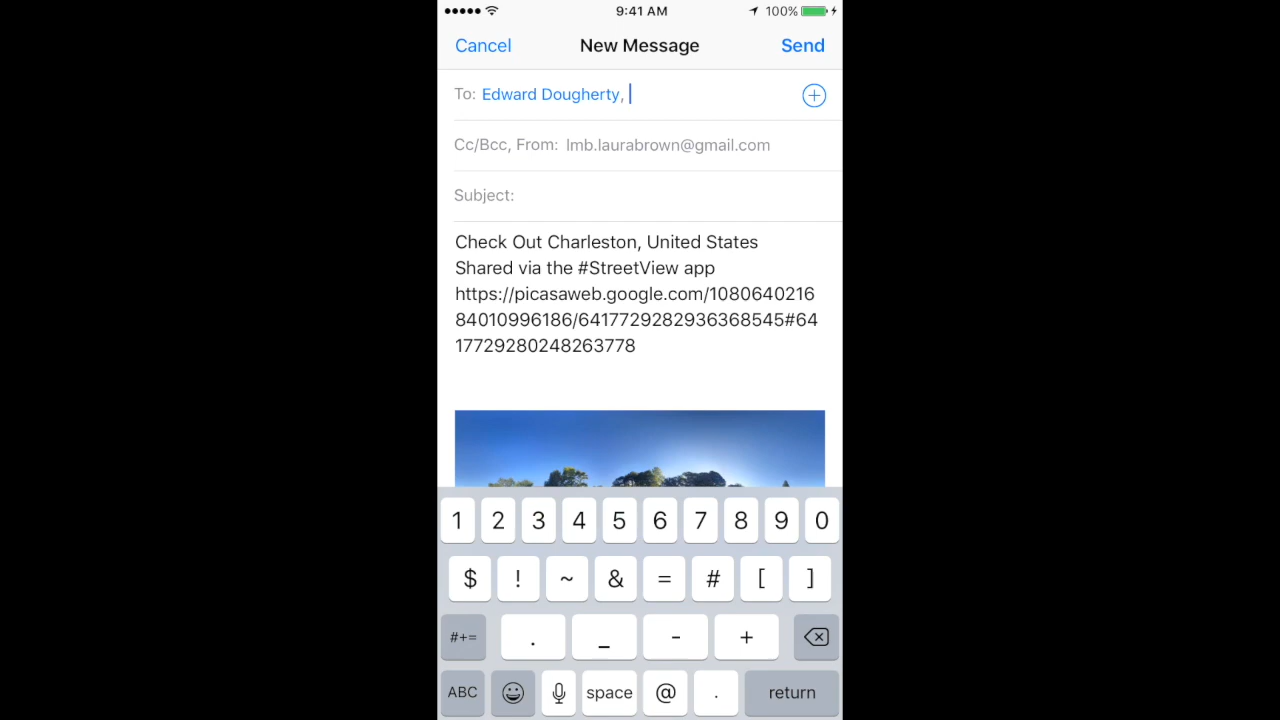 9:41 AM 100%
Cancel New Message Send
To: Edward Dougherty,
Cc/Bcc, From: lmb.laurabrown@gmail.com
Subject:
Check Out Charleston, United States
Shared via the #StreetView app
https://picasaweb.google.com/1080640216
84010996186/6417729282936368545#64
17729280248263778
1 2 3 4 5 6 7 8 9 0
$ ! ~ & = # [ ]
#+= . _ - +
ABC space @ . return